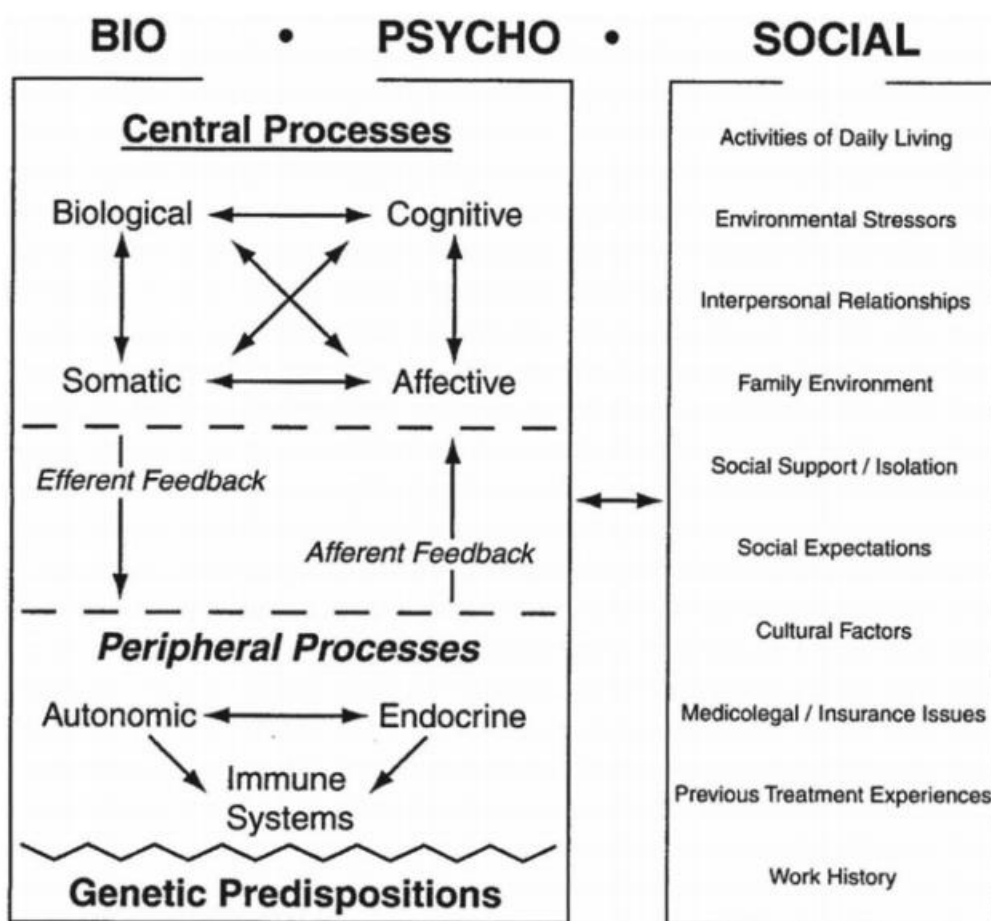 BIO • PSYCHO • SOCIAL
Central Processes
Biological
Cognitive
Somatic
Affective
Efferent Feedback
Afferent Feedback
Peripheral Processes
Autonomic
Endocrine
Immune
Systems
Genetic Predispositions
Activities of Daily Living
Environmental Stressors
Interpersonal Relationships
Family Environment
Social Support / Isolation
Social Expectations
Cultural Factors
Medicolegal / Insurance Issues
Previous Treatment Experiences
Work History